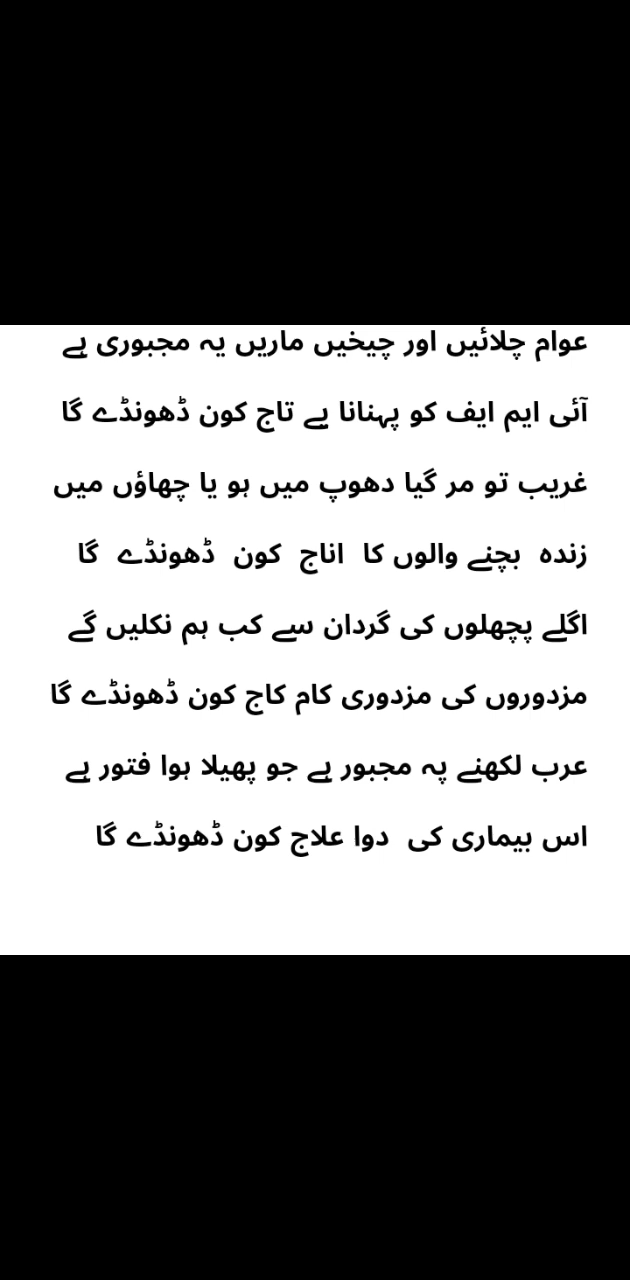 عوام چلائیں اور چیخیں ماریں یہ مجبوری ہے
آئی ایم ایف کو پہنانا ہے تاج کون ڈھونڈے گا
غریب تو مر گیا دھوپ میں ہو یا چھاؤں میں
زندہ بچنے والوں کا اناج کون ڈھونڈے گا
اگلے پچھلوں کی گردان سے کب ہم نکلیں گے
مزدوروں کی مزدوری کام کاج کون ڈھونڈے گا
عرب لکھنے پہ مجبور ہے جو پھیلا ہوا فتور ہے
اس بیماری کی دوا علاج کون ڈھونڈے گا